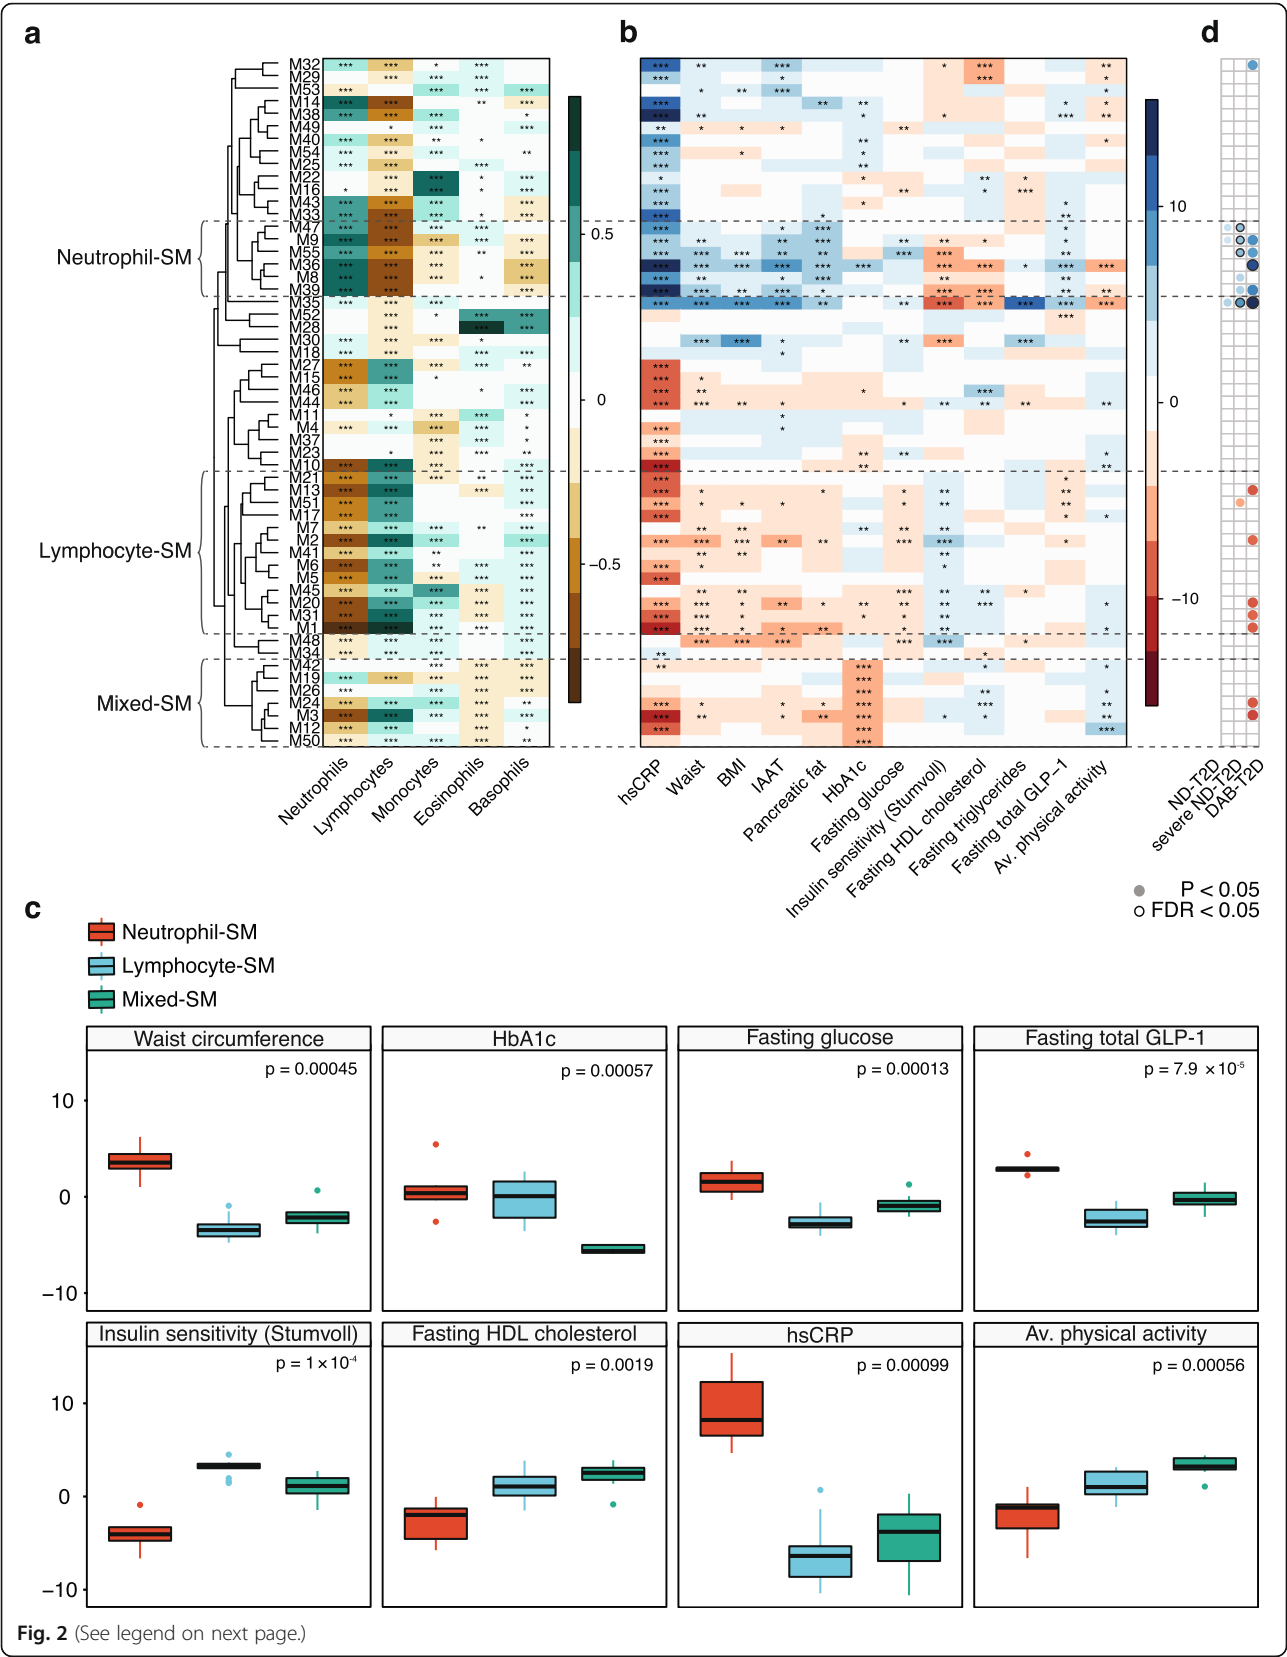 a
b
d
M32
M29
M53
M14
M38
M49
M40
M54
M25
M22
M16
M43
M33
M47
M9
M55
M36
M8
M39
M35
M52
M28
M30
M18
M27
M15
M46
M44
M11
M4
M37
M23
M10
M21
M13
M51
M17
M7
M2
M41
M6
M5
M45
M20
M31
M1
M48
M34
M42
M19
M26
M24
M3
M12
M50
Neutrophil-SM
Lymphocyte-SM
Mixed-SM
0.5
0
−0.5
10
0
−10
Neutrophils
Lymphocytes
Monocytes
Eosinophils
Basophils
hsCRP
Waist
BMI
IAAT
Pancreatic fat
HbA1c
Fasting glucose
Insulin sensitivity (Stumvoll)
Fasting HDL cholesterol
Fasting triglycerides
Fasting total GLP−1
Av. physical activity
ND-T2D
severe ND-T2D
DAB-T2D
P < 0.05
FDR < 0.05
c
Neutrophil-SM
Lymphocyte-SM
Mixed-SM
Waist circumference
HbA1c
Fasting glucose
Fasting total GLP-1
p = 0.00045
p = 0.00057
p = 0.00013
p = 7.9 ×10⁻⁵
10
0
−10
Insulin sensitivity (Stumvoll)
Fasting HDL cholesterol
hsCRP
Av. physical activity
p = 1×10⁻⁴
p = 0.0019
p = 0.00099
p = 0.00056
10
0
−10
Fig. 2 (See legend on next page.)